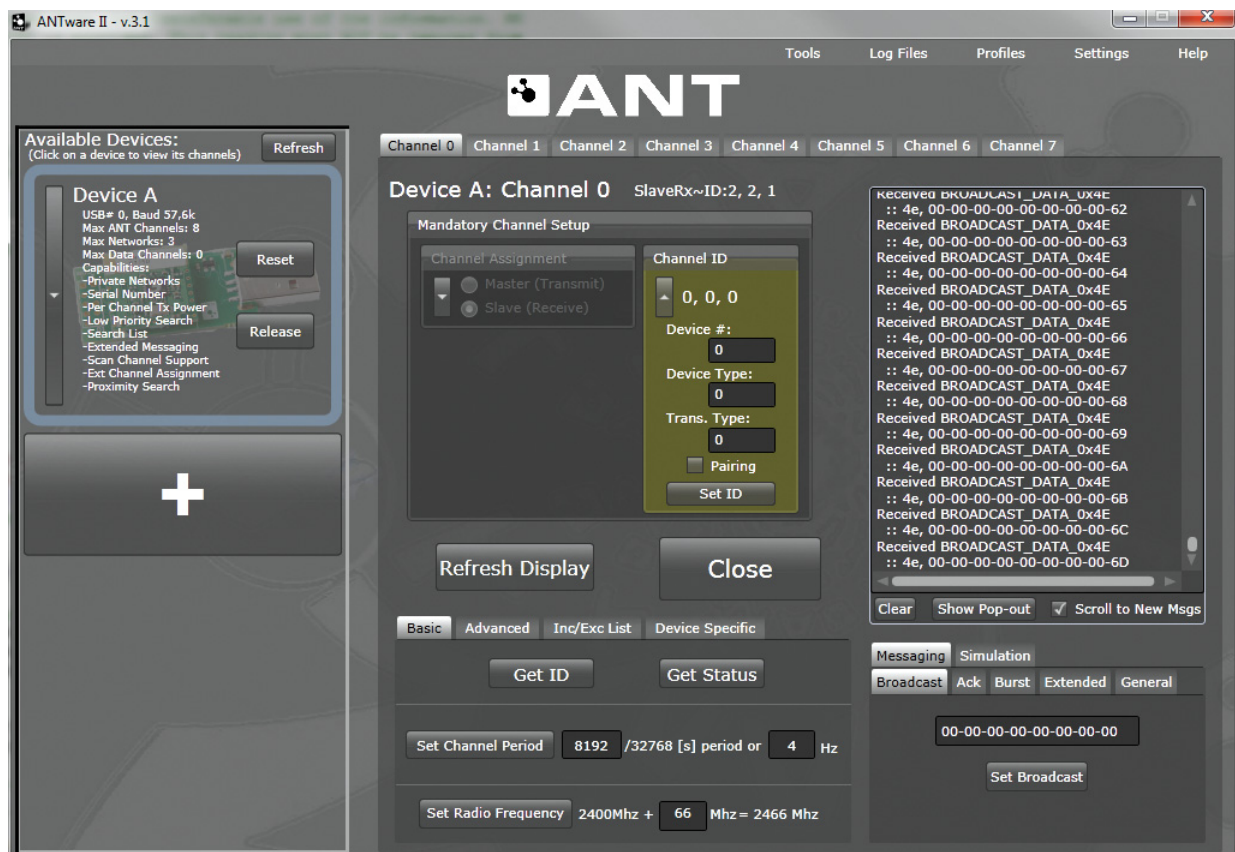 ANTware II - v.3.1
Tools Log Files Profiles Settings Help
ANT
Available Devices:
(Click on a device to view its channels)
Refresh
Device A
USB# 0, Baud 57,6k
Max ANT Channels: 8
Max Networks: 3
Max Data Channels: 0
Capabilities:
-Private Networks
-Serial Number
-Per Channel Tx Power
-Low Priority Search
-Search List
-Extended Messaging
-Scan Channel Support
-Ext Channel Assignment
-Proximity Search
Reset
Release
+
Channel 0 Channel 1 Channel 2 Channel 3 Channel 4 Channel 5 Channel 6 Channel 7
Device A: Channel 0 SlaveRx~ID:2, 2, 1
Mandatory Channel Setup
Channel Assignment
Master (Transmit)
Slave (Receive)
Channel ID
0, 0, 0
Device #:
0
Device Type:
0
Trans. Type:
0
Pairing
Set ID
Refresh Display
Close
Basic Advanced Inc/Exc List Device Specific
Get ID Get Status
Set Channel Period 8192 /32768 [s] period or 4 Hz
Set Radio Frequency 2400Mhz + 66 Mhz= 2466 Mhz
Received BROADCAST_DATA_0x4E
:: 4e, 00-00-00-00-00-00-00-62
Received BROADCAST_DATA_0x4E
:: 4e, 00-00-00-00-00-00-00-63
Received BROADCAST_DATA_0x4E
:: 4e, 00-00-00-00-00-00-00-64
Received BROADCAST_DATA_0x4E
:: 4e, 00-00-00-00-00-00-00-65
Received BROADCAST_DATA_0x4E
:: 4e, 00-00-00-00-00-00-00-66
Received BROADCAST_DATA_0x4E
:: 4e, 00-00-00-00-00-00-00-67
Received BROADCAST_DATA_0x4E
:: 4e, 00-00-00-00-00-00-00-68
Received BROADCAST_DATA_0x4E
:: 4e, 00-00-00-00-00-00-00-69
Received BROADCAST_DATA_0x4E
:: 4e, 00-00-00-00-00-00-00-6A
Received BROADCAST_DATA_0x4E
:: 4e, 00-00-00-00-00-00-00-6B
Received BROADCAST_DATA_0x4E
:: 4e, 00-00-00-00-00-00-00-6C
Received BROADCAST_DATA_0x4E
:: 4e, 00-00-00-00-00-00-00-6D
Clear Show Pop-out Scroll to New Msgs
Messaging Simulation
Broadcast Ack Burst Extended General
00-00-00-00-00-00-00-00
Set Broadcast